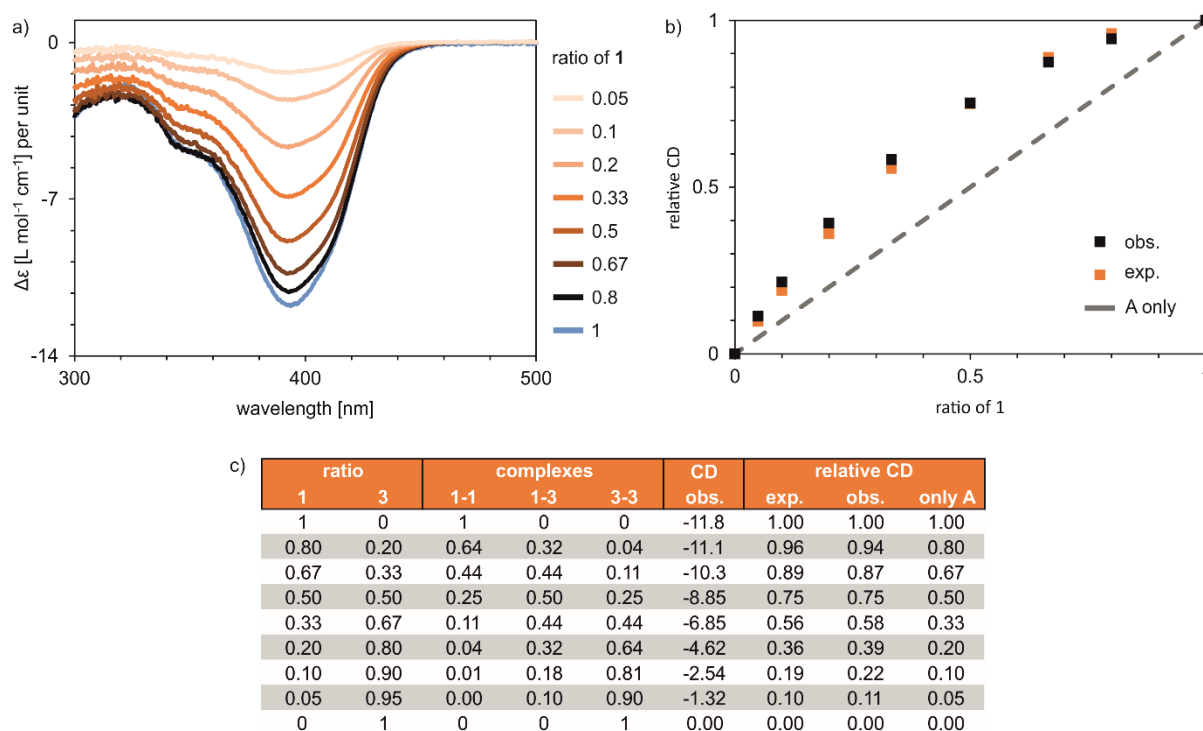 a)
0
-7
-14
Δε [L mol⁻¹ cm⁻¹] per unit
300
400
500
wavelength [nm]
ratio of 1
0.05
0.1
0.2
0.33
0.5
0.67
0.8
1
b)
1
0.5
0
relative CD
obs.
exp.
A only
0
0.5
ratio of 1
c)
ratio complexes CD relative CD
1 3 1-1 1-3 3-3 obs. exp. obs. only A
1 0 1 0 0 -11.8 1.00 1.00 1.00
0.80 0.20 0.64 0.32 0.04 -11.1 0.96 0.94 0.80
0.67 0.33 0.44 0.44 0.11 -10.3 0.89 0.87 0.67
0.50 0.50 0.25 0.50 0.25 -8.85 0.75 0.75 0.50
0.33 0.67 0.11 0.44 0.44 -6.85 0.56 0.58 0.33
0.20 0.80 0.04 0.32 0.64 -4.62 0.36 0.39 0.20
0.10 0.90 0.01 0.18 0.81 -2.54 0.19 0.22 0.10
0.05 0.95 0.00 0.10 0.90 -1.32 0.10 0.11 0.05
0 1 0 0 1 0.00 0.00 0.00 0.00